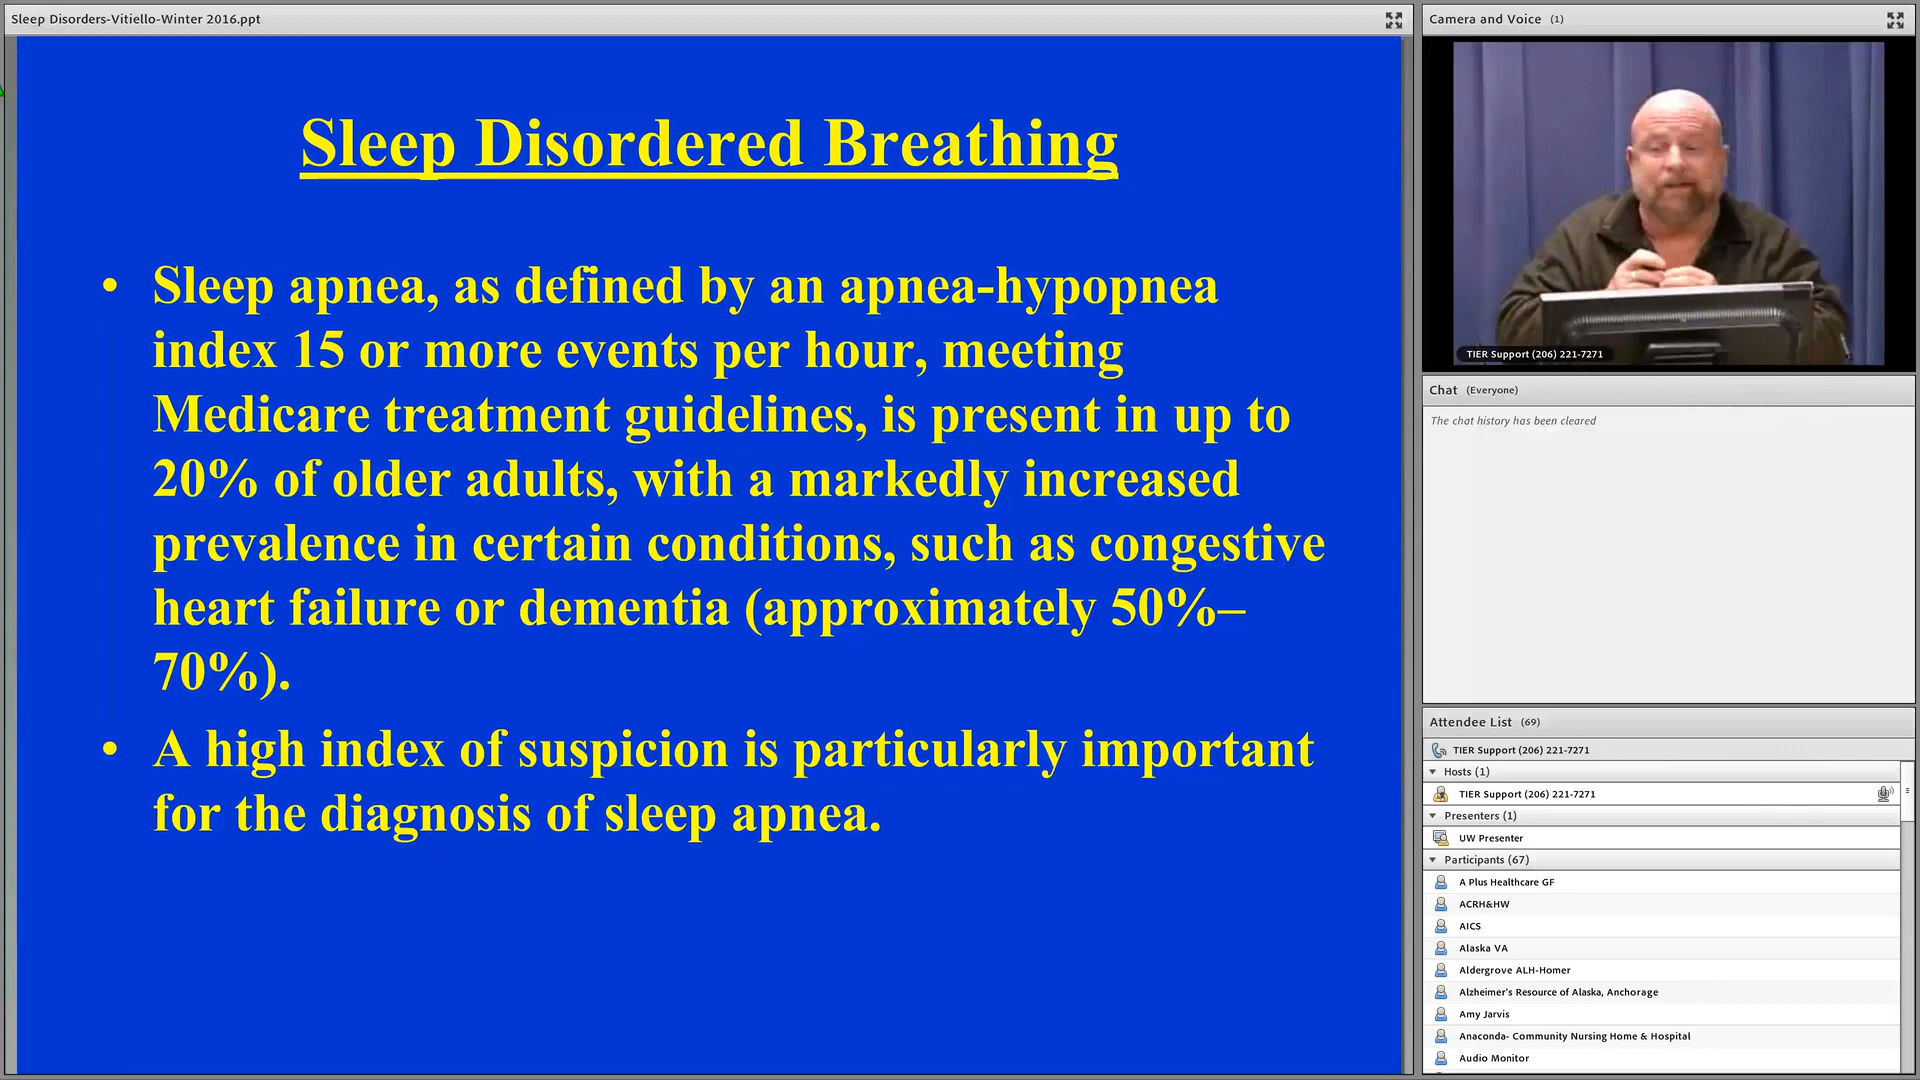 Sleep Disorders-Vitiello-Winter 2016.ppt
Sleep Disordered Breathing
• Sleep apnea, as defined by an apnea-hypopnea
index 15 or more events per hour, meeting
Medicare treatment guidelines, is present in up to
20% of older adults, with a markedly increased
prevalence in certain conditions, such as congestive
heart failure or dementia (approximately 50%–
70%).
• A high index of suspicion is particularly important
for the diagnosis of sleep apnea.
Camera and Voice (1)
TIER Support (206) 221-7271
Chat (Everyone)
The chat history has been cleared
Attendee List (69)
TIER Support (206) 221-7271
Hosts (1)
TIER Support (206) 221-7271
Presenters (1)
UW Presenter
Participants (67)
A Plus Healthcare GF
ACRH&HW
AICS
Alaska VA
Aldergrove ALH-Homer
Alzheimer's Resource of Alaska, Anchorage
Amy Jarvis
Anaconda- Community Nursing Home & Hospital
Audio Monitor